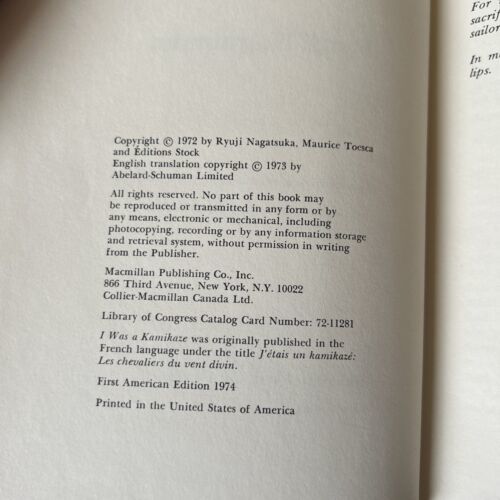 Copyright © 1972 by Ryuji Nagatsuka, Maurice Toesca
and Éditions Stock
English translation copyright © 1973 by
Abelard-Schuman Limited
All rights reserved. No part of this book may
be reproduced or transmitted in any form or by
any means, electronic or mechanical, including
photocopying, recording or by any information storage
and retrieval system, without permission in writing
from the Publisher.
Macmillan Publishing Co., Inc.
866 Third Avenue, New York, N.Y. 10022
Collier-Macmillan Canada Ltd.
Library of Congress Catalog Card Number: 72-11281
I Was a Kamikaze was originally published in the
French language under the title J'étais un kamikazé:
Les chevaliers du vent divin.
First American Edition 1974
Printed in the United States of America
For
sacrif
sailor
In m
lips.